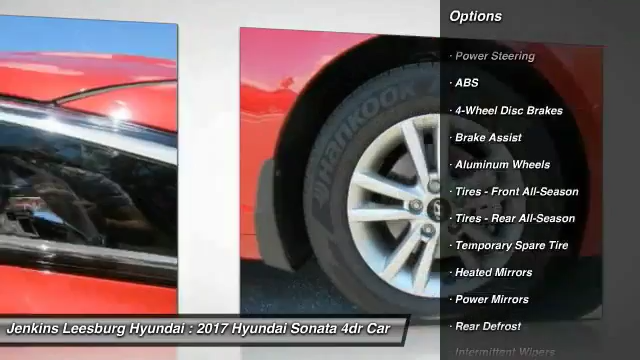 Options
· Power Steering
· ABS
· 4-Wheel Disc Brakes
· Brake Assist
· Aluminum Wheels
· Tires - Front All-Season
· Tires - Rear All-Season
· Temporary Spare Tire
· Heated Mirrors
· Power Mirrors
· Rear Defrost
· Intermittent Wipers
HANKOOK
Jenkins Leesburg Hyundai : 2017 Hyundai Sonata 4dr Car